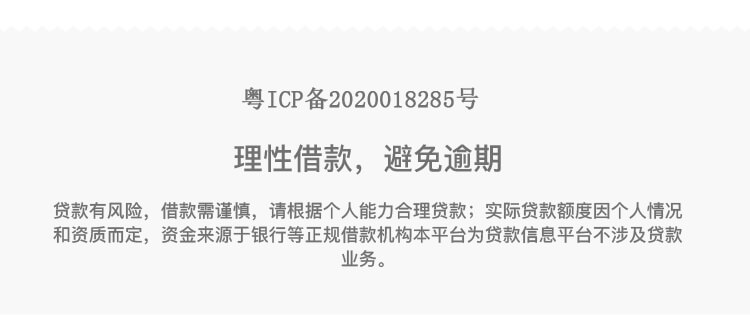 粤ICP备2020018285号
理性借款，避免逾期
贷款有风险，借款需谨慎，请根据个人能力合理贷款；实际贷款额度因个人情况
和资质而定，资金来源于银行等正规借款机构本平台为贷款信息平台不涉及贷款
业务。